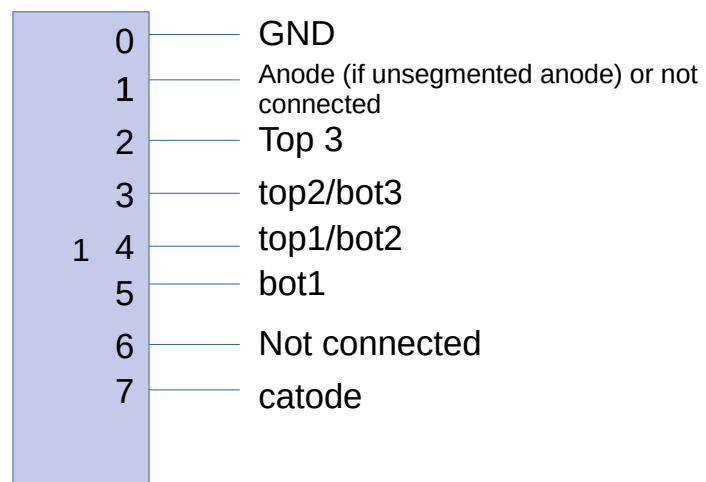 0 GND
1 Anode (if unsegmented anode) or not
connected
2 Top 3
3 top2/bot3
1 4 top1/bot2
5 bot1
6 Not connected
7 catode